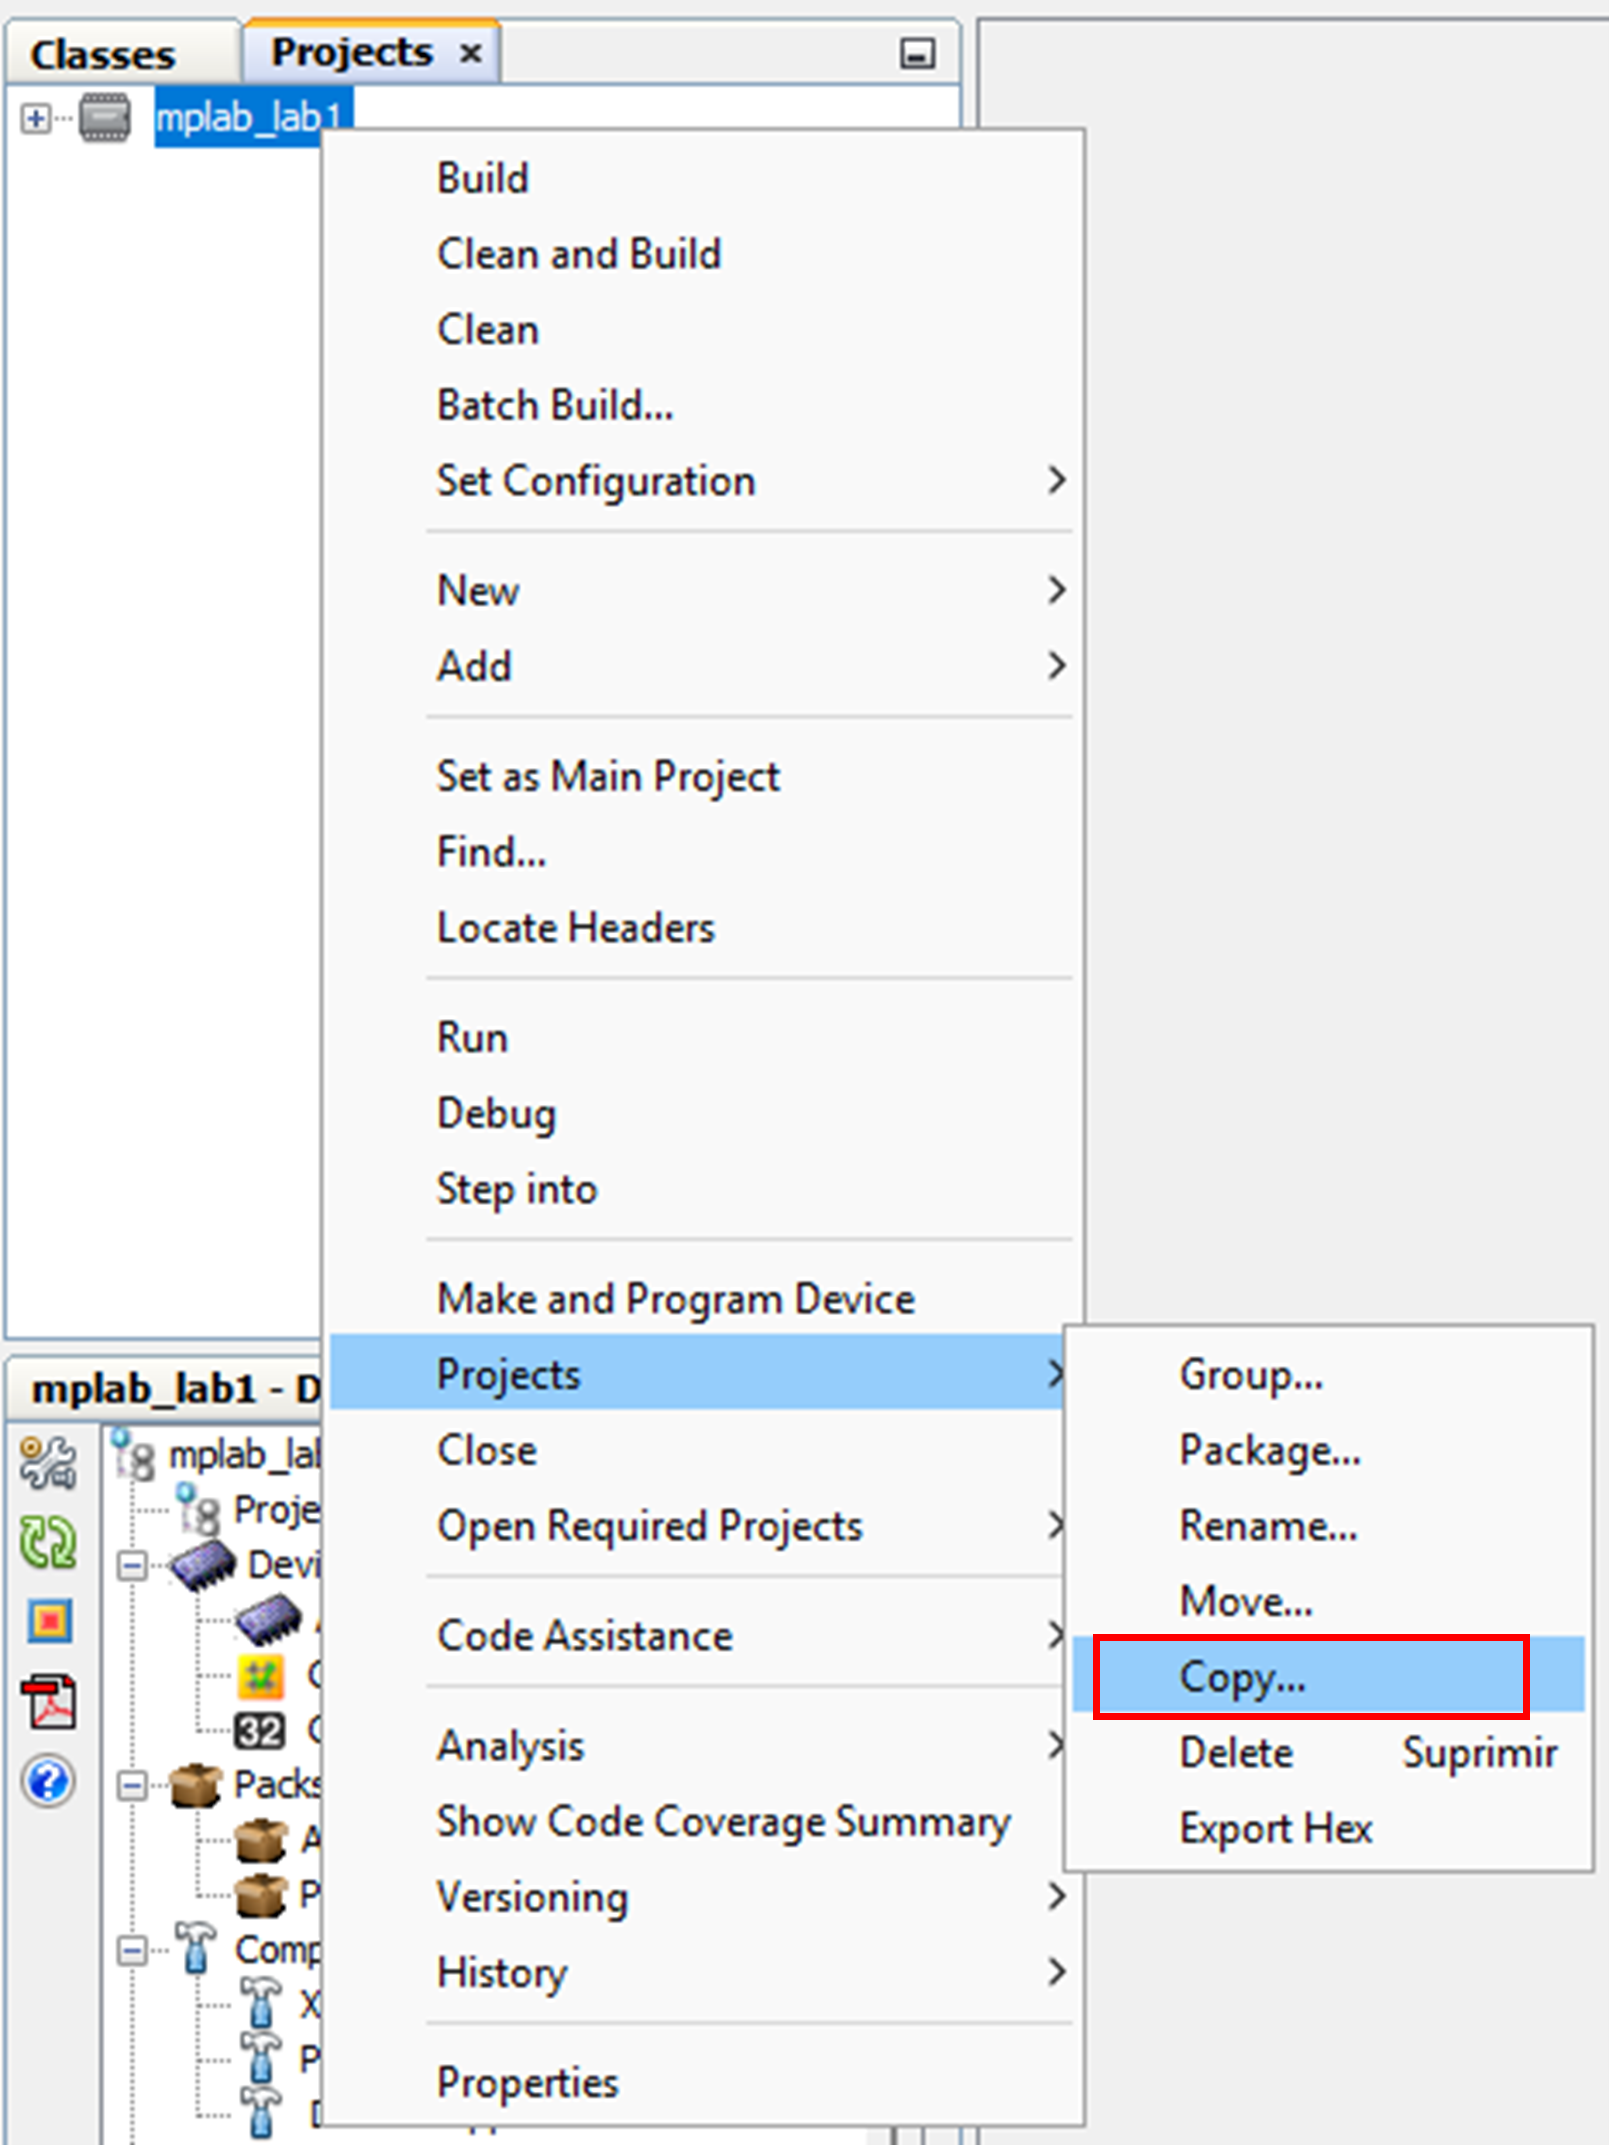 Classes
Projects
mplab_lab1
Build
Clean and Build
Clean
Batch Build...
Set Configuration
New
Add
Set as Main Project
Find...
Locate Headers
Run
Debug
Step into
Make and Program Device
Projects
Close
Open Required Projects
Code Assistance
Analysis
Show Code Coverage Summary
Versioning
History
Properties
Group...
Package...
Rename...
Move...
Copy...
Delete Suprimir
Export Hex
mplab_lab1 - D
mplab_la
Proje
Devi
32
Packs
A
P
Comp
X
P